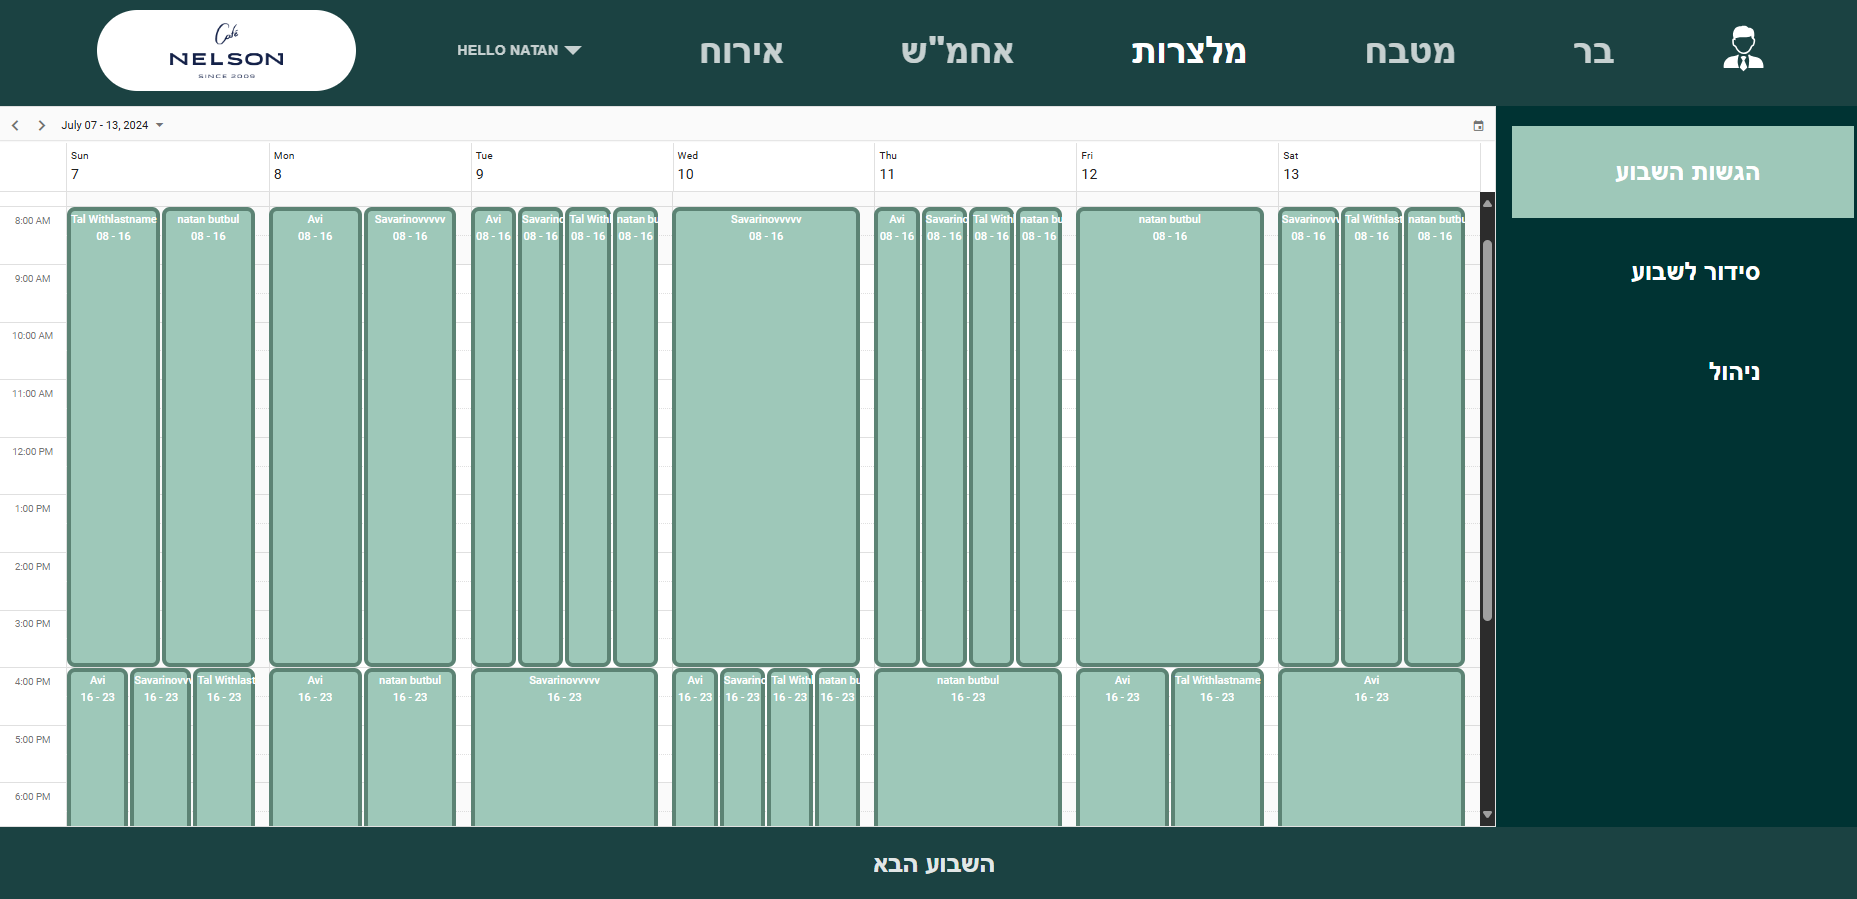 Café
NELSON
SINCE 2009
HELLO NATAN
אירוח
אחמ"ש
מלצרות
מטבח
בר
July 07 - 13, 2024
Sun
7
Mon
8
Tue
9
Wed
10
Thu
11
Fri
12
Sat
13
8:00 AM
9:00 AM
10:00 AM
11:00 AM
12:00 PM
1:00 PM
2:00 PM
3:00 PM
4:00 PM
5:00 PM
6:00 PM
Tal Withlastname
08 - 16
natan butbul
08 - 16
Avi
08 - 16
Savarinovvvvv
08 - 16
Avi
08 - 16
Savarino
08 - 16
Tal With
08 - 16
natan bu
08 - 16
Savarinovvvvv
08 - 16
Avi
08 - 16
Savarino
08 - 16
Tal With
08 - 16
natan bu
08 - 16
natan butbul
08 - 16
Savarinovvv
08 - 16
Tal Withlast
08 - 16
natan butbu
08 - 16
Avi
16 - 23
Savarinovvv
16 - 23
Tal Withlast
16 - 23
Avi
16 - 23
natan butbul
16 - 23
Savarinovvvvv
16 - 23
Avi
16 - 23
Savarino
16 - 23
Tal With
16 - 23
natan bu
16 - 23
natan butbul
16 - 23
Avi
16 - 23
Tal Withlastname
16 - 23
Avi
16 - 23
הגשות השבוע
סידור לשבוע
ניהול
השבוע הבא